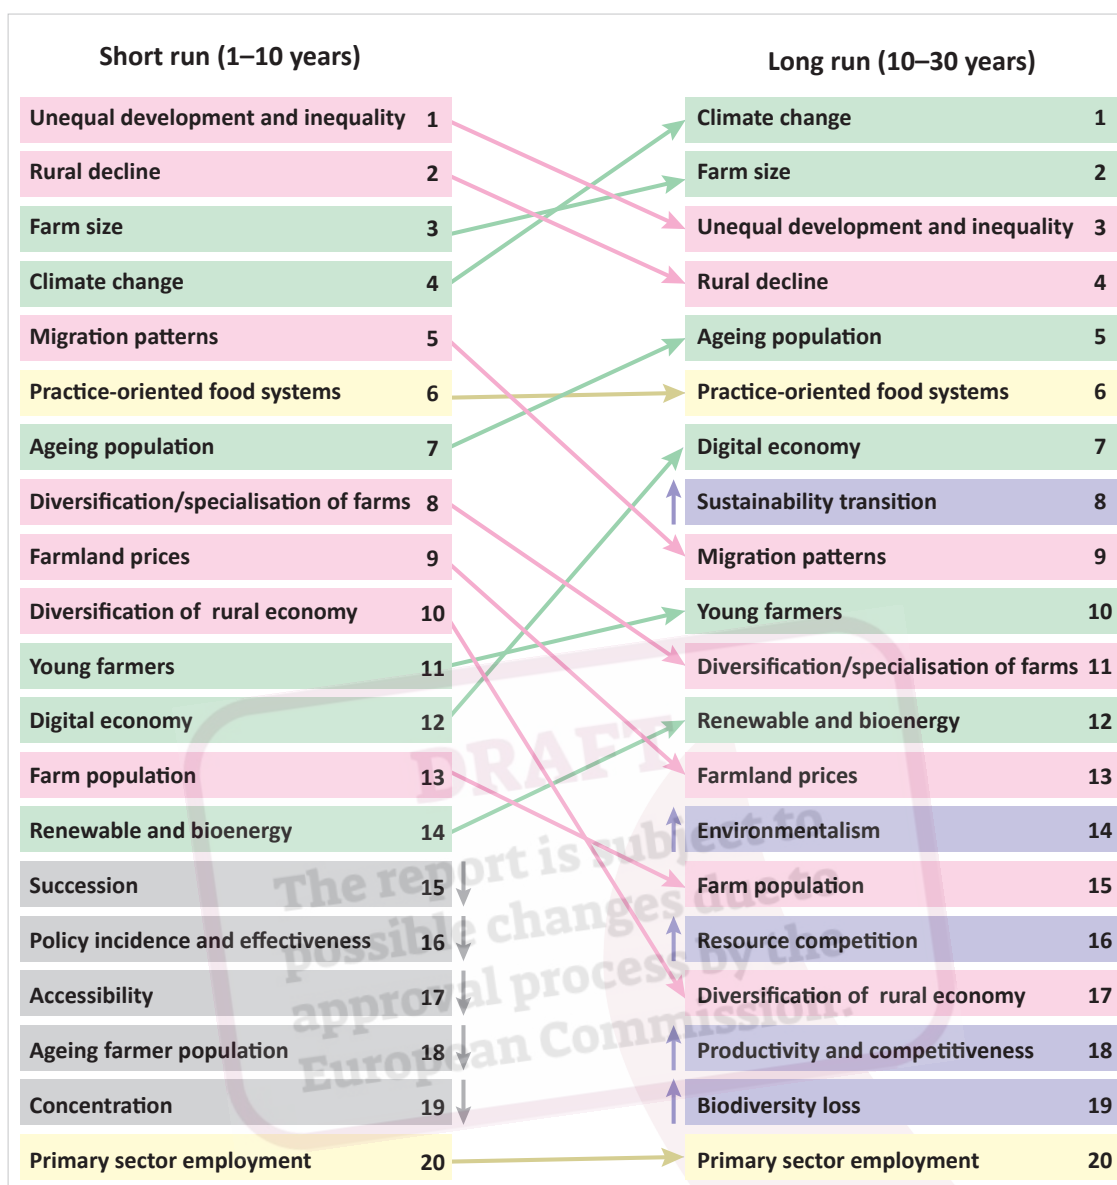 Short run (1–10 years)
Unequal development and inequality 1
Rural decline 2
Farm size 3
Climate change 4
Migration patterns 5
Practice-oriented food systems 6
Ageing population 7
Diversification/specialisation of farms 8
Farmland prices 9
Diversification of rural economy 10
Young farmers 11
Digital economy 12
Farm population 13
Renewable and bioenergy 14
Succession 15
Policy incidence and effectiveness 16
Accessibility 17
Ageing farmer population 18
Concentration 19
Primary sector employment 20
Long run (10–30 years)
Climate change 1
Farm size 2
Unequal development and inequality 3
Rural decline 4
Ageing population 5
Practice-oriented food systems 6
Digital economy 7
Sustainability transition 8
Migration patterns 9
Young farmers 10
Diversification/specialisation of farms 11
Renewable and bioenergy 12
Farmland prices 13
Environmentalism 14
Farm population 15
Resource competition 16
Diversification of rural economy 17
Productivity and competitiveness 18
Biodiversity loss 19
Primary sector employment 20
DRAFT
The report is subject to
possible changes due to
approval process by the
European Commission.